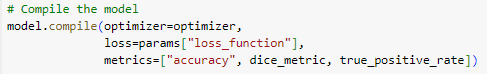 # Compile the model
model.compile(optimizer=optimizer,
              loss=params["loss_function"],
              metrics=["accuracy", dice_metric, true_positive_rate])